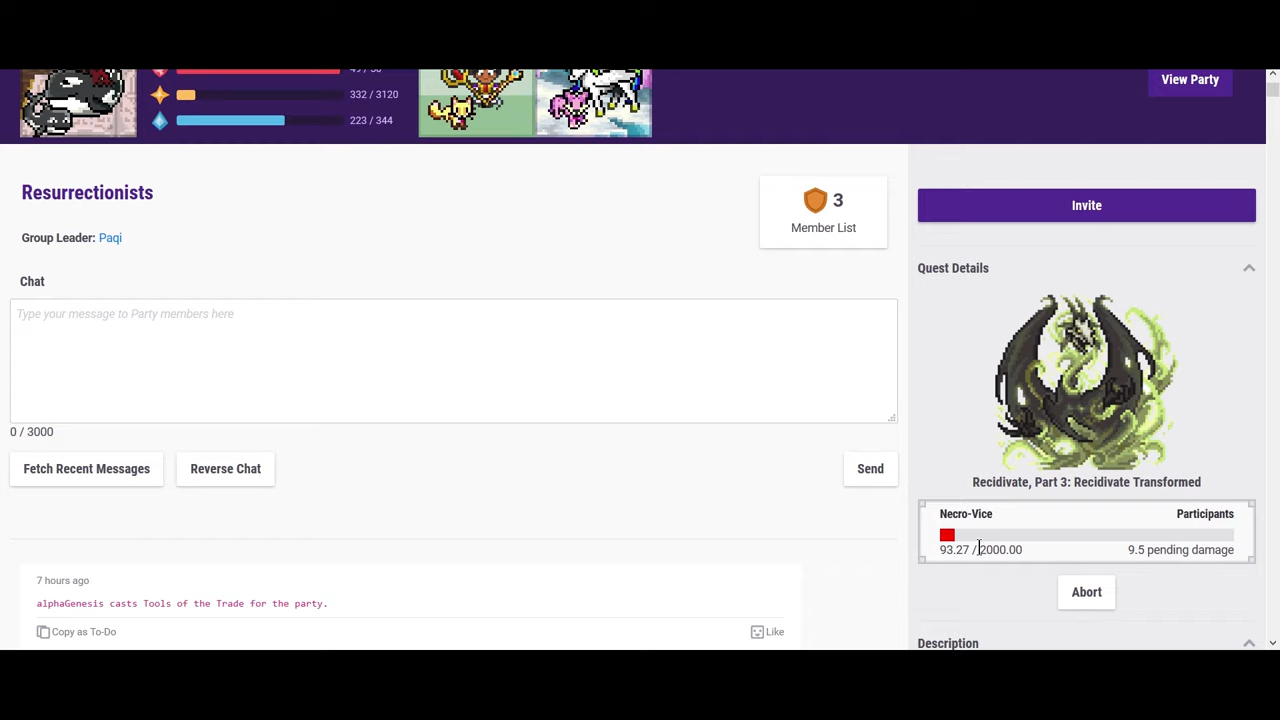 332 / 3120
View Party
223 / 344
Resurrectionists
3
Member List
Group Leader: Paqi
Chat
Type your message to Party members here
0 / 3000
Fetch Recent Messages
Reverse Chat
Send
7 hours ago
alphaGenesis casts Tools of the Trade for the party.
Copy as To-Do
Like
Invite
Quest Details
Recidivate, Part 3: Recidivate Transformed
Necro-Vice
Participants
93.27 / 2000.00
9.5 pending damage
Abort
Description